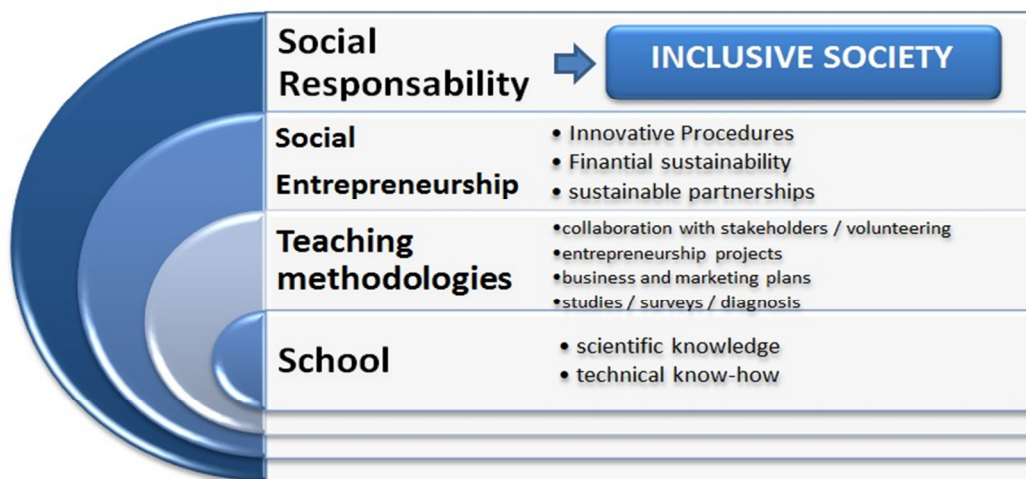 Social
Responsability
INCLUSIVE SOCIETY
Social
Entrepreneurship
• Innovative Procedures
• Finantial sustainability
• sustainable partnerships
Teaching
methodologies
•collaboration with stakeholders / volunteering
•entrepreneurship projects
•business and marketing plans
•studies / surveys / diagnosis
School
• scientific knowledge
• technical know-how